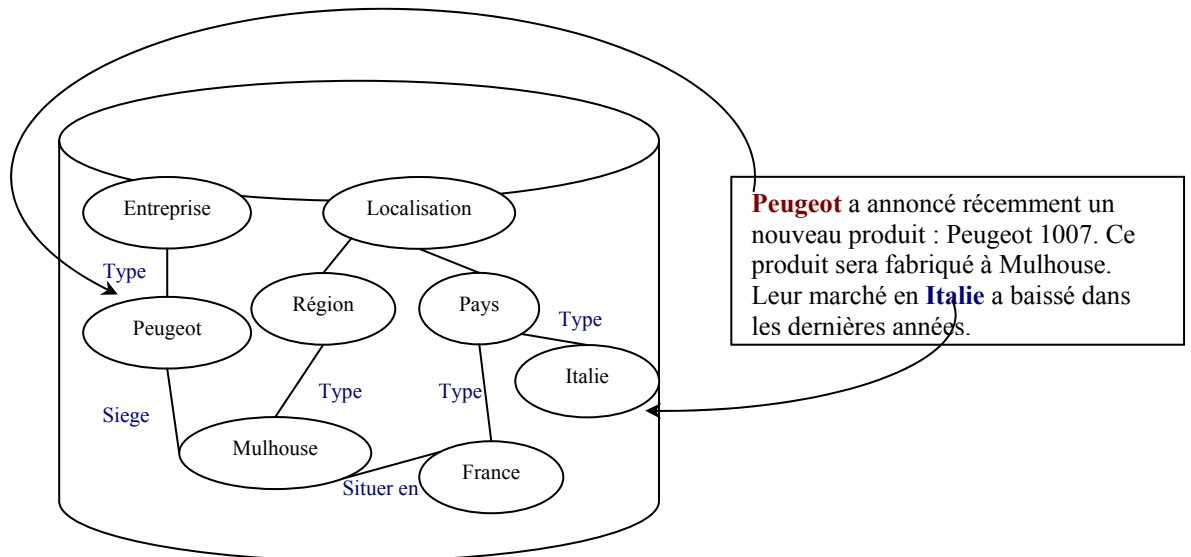 Entreprise
Localisation
Type
Peugeot
Région
Pays
Type
Italie
Siege
Type
Type
Mulhouse
Situer en
France
Peugeot a annoncé récemment un
nouveau produit : Peugeot 1007. Ce
produit sera fabriqué à Mulhouse.
Leur marché en Italie a baissé dans
les dernières années.